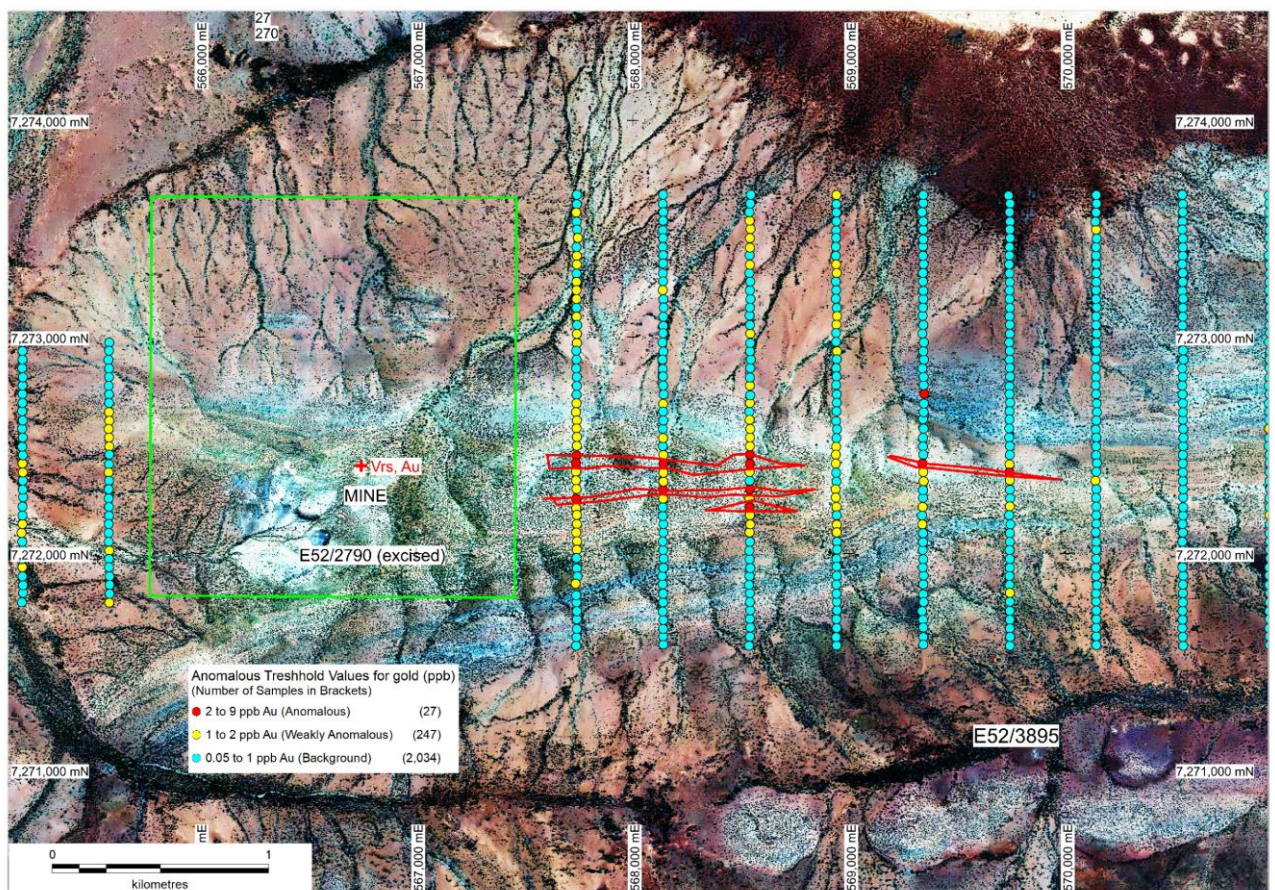 27
270
566,000 mE
567,000 mE
568,000 mE
569,000 mE
570,000 mE
7,274,000 mN
7,274,000 mN
7,273,000 mN
7,273,000 mN
Vrs, Au
MINE
E52/2790 (excised)
7,272,000 mN
7,272,000 mN
Anomalous Treshhold Values for gold (ppb)
(Number of Samples in Brackets)
2 to 9 ppb Au (Anomalous) (27)
1 to 2 ppb Au (Weakly Anomalous) (247)
0.05 to 1 ppb Au (Background) (2,034)
E52/3895
7,271,000 mN
7,271,000 mN
mE
567,000 mE
568,000 mE
569,000 mE
570,000 mE
0 1
kilometres